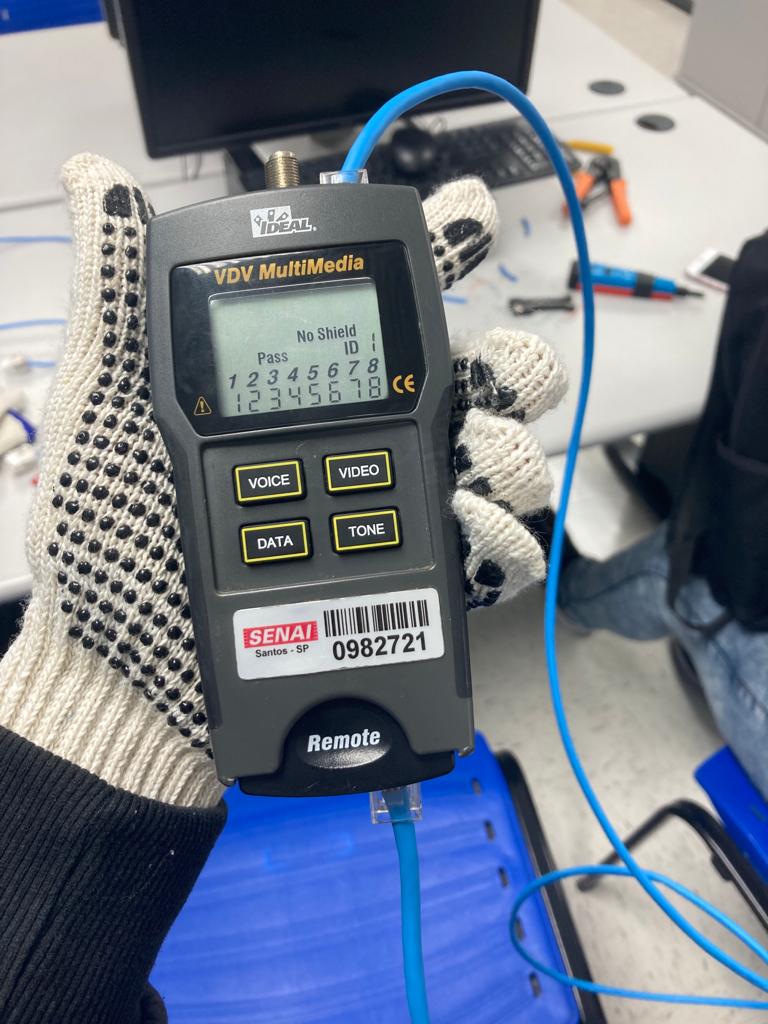 IDEAL®
VDV MultiMedia
No Shield
Pass ID 1
1 2 3 4 5 6 7 8
1 2 3 4 5 6 7 8
CE
VOICE VIDEO
DATA TONE
SENAI
Santos - SP
0982721
Remote